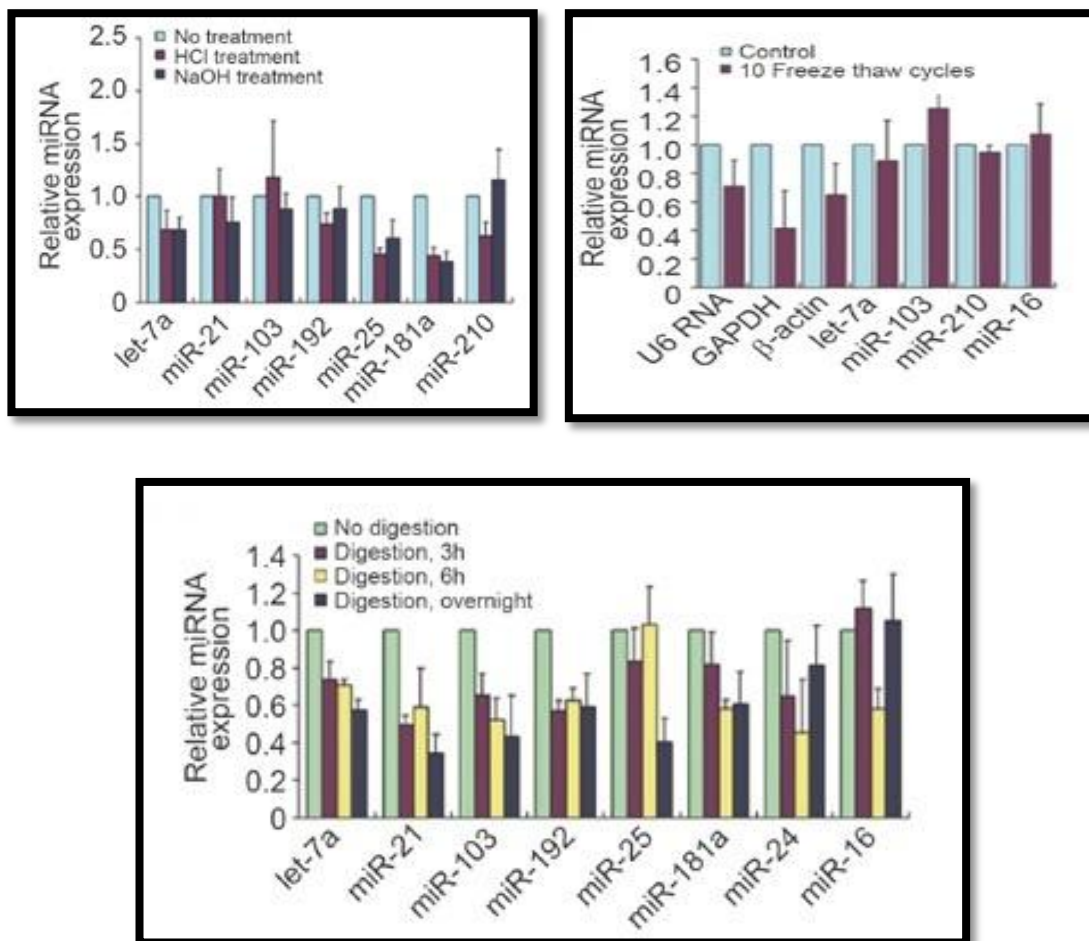 2.5
2.0
1.5
1.0
0.5
0
Relative miRNA
expression
No treatment
HCl treatment
NaOH treatment
let-7a
miR-21
miR-103
miR-192
miR-25
miR-181a
miR-210
1.6
1.4
1.2
1.0
0.8
0.6
0.4
0.2
0
Relative miRNA
expression
Control
10 Freeze thaw cycles
U6 RNA
GAPDH
β-actin
let-7a
miR-103
miR-210
miR-16
1.4
1.2
1.0
0.8
0.6
0.4
0.2
0
Relative miRNA
expression
No digestion
Digestion, 3h
Digestion, 6h
Digestion, overnight
let-7a
miR-21
miR-103
miR-192
miR-25
miR-181a
miR-24
miR-16